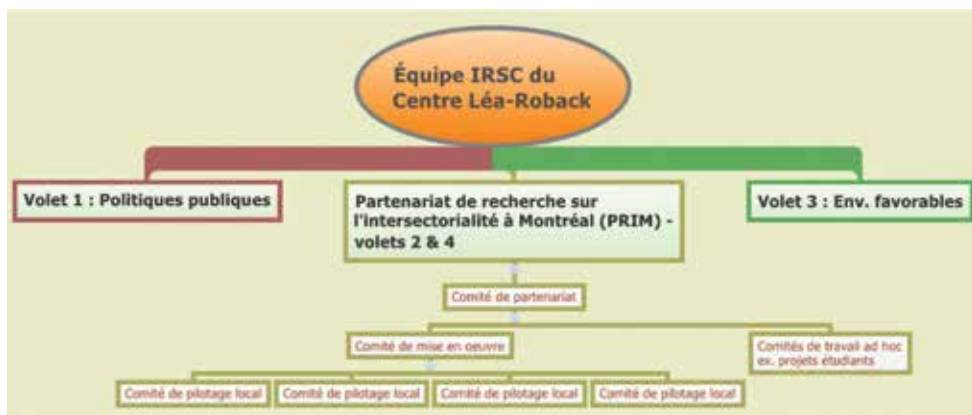 Équipe IRSC du
Centre Léa-Roback
Volet 1 : Politiques publiques
Partenariat de recherche sur
l'intersectorialité à Montréal (PRIM) -
volets 2 & 4
Volet 3 : Env. favorables
Comité de partenariat
Comité de mise en oeuvre
Comités de travail ad hoc
ex. projets étudiants
Comité de pilotage local
Comité de pilotage local
Comité de pilotage local
Comité de pilotage local